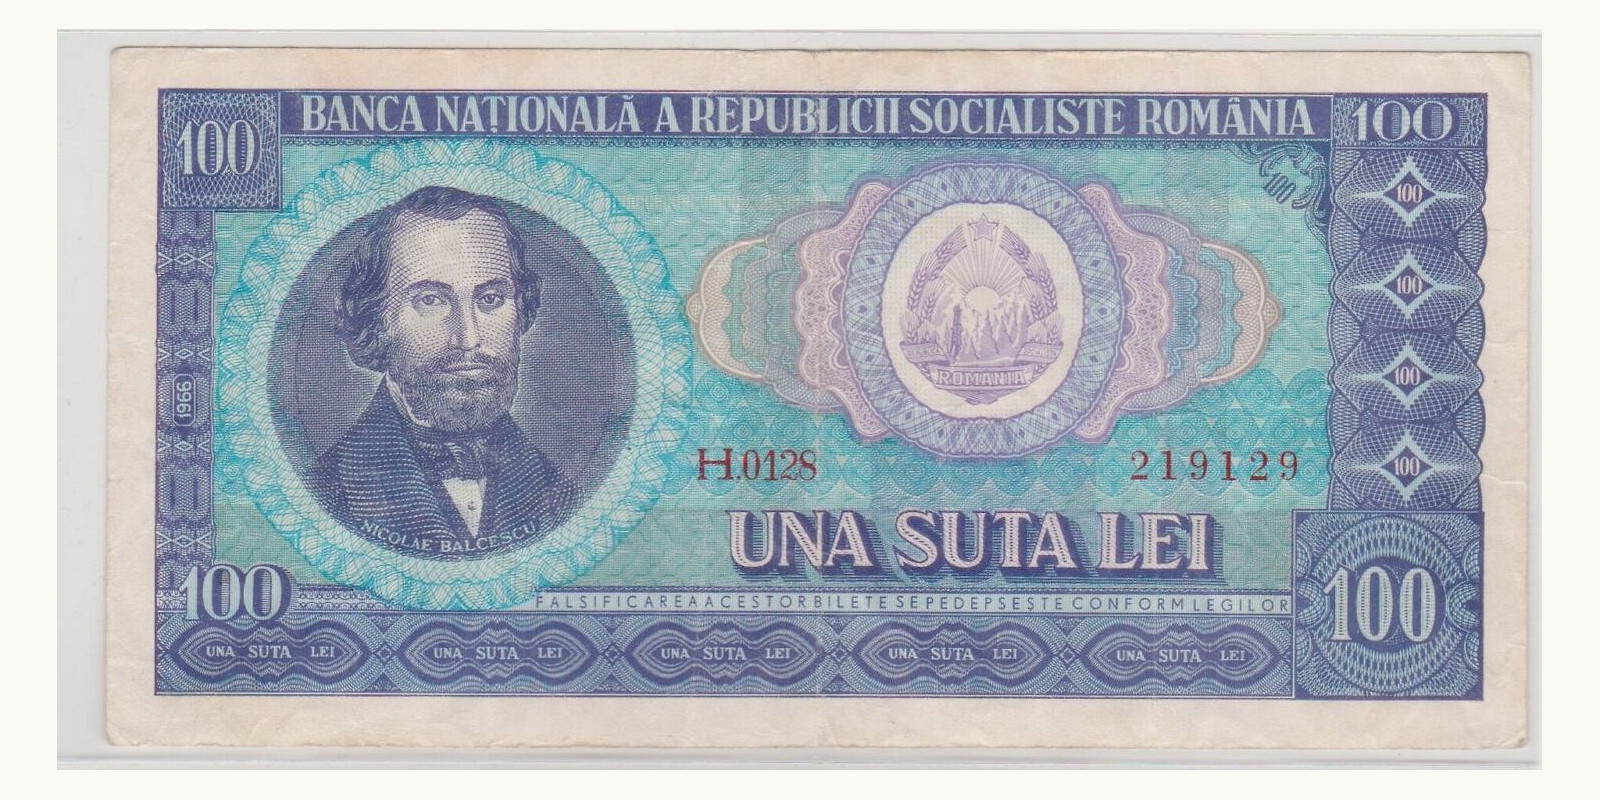 100 BANCA NAȚIONALĂ A REPUBLICII SOCIALISTE ROMÂNIA 100
100
100
100
ROMANIA
100
1966
H.0128 219129
100
NICOLAE BALCESCU
UNA SUTA LEI
100 100
FALSIFICAREA ACESTOR BILETE SE PEDEPSEȘTE CONFORM LEGILOR
UNA SUTA LEI UNA SUTA LEI UNA SUTA LEI UNA SUTA LEI UNA SUTA LEI